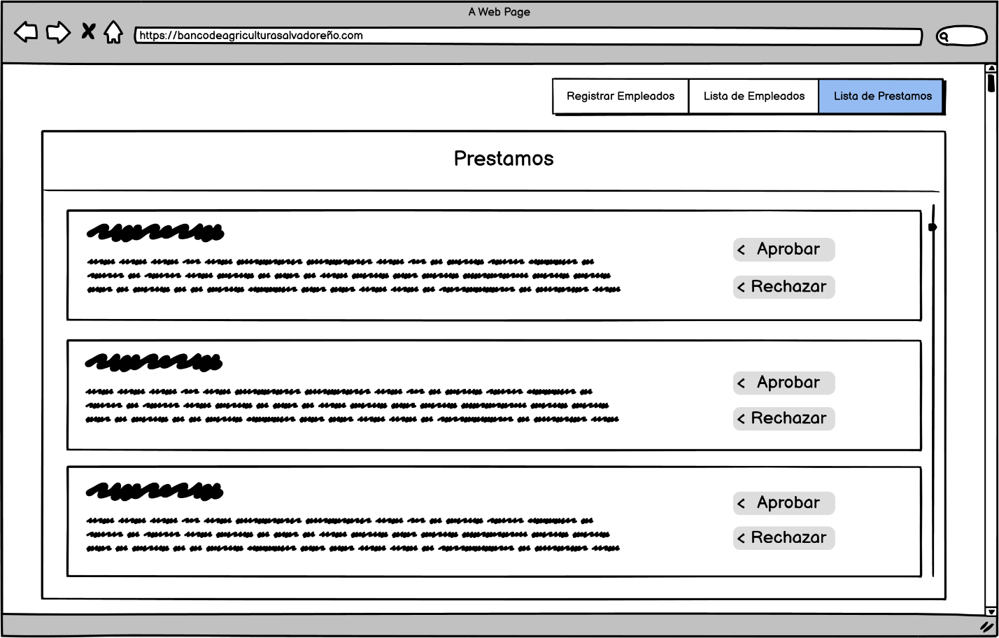 A Web Page
https://bancodeagriculturasalvadoreño.com
Registrar Empleados
Lista de Empleados
Lista de Prestamos
Prestamos
< Aprobar
< Rechazar
< Aprobar
< Rechazar
< Aprobar
< Rechazar